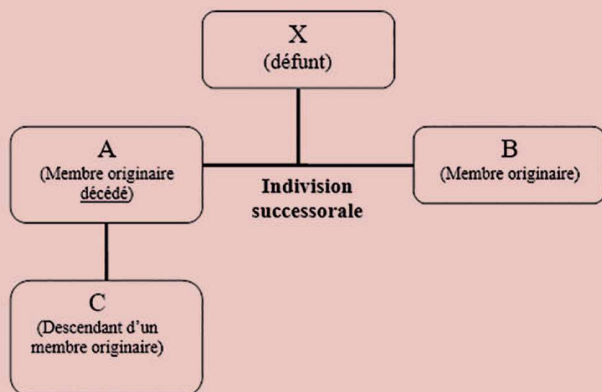 X
(défunt)
A
(Membre originaire
décédé)
B
(Membre originaire)
Indivision
successorale
C
(Descendant d'un
membre originaire)